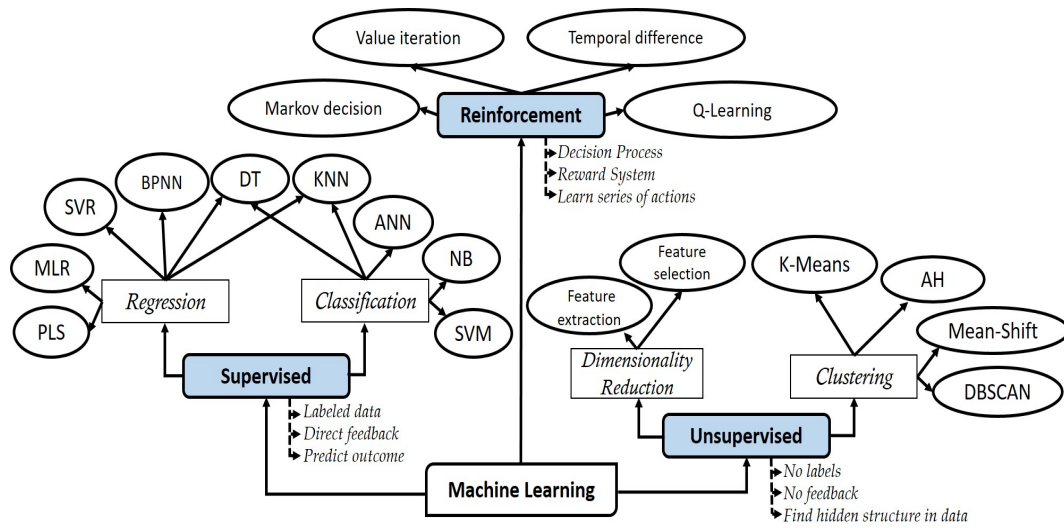 Value iteration
Temporal difference
Markov decision
Reinforcement
Q-Learning
Decision Process
Reward System
Learn series of actions
SVR
BPNN
DT
KNN
ANN
MLR
NB
PLS
SVM
Regression
Classification
Feature
extraction
Feature
selection
K-Means
AH
Mean-Shift
DBSCAN
Dimensionality
Reduction
Clustering
Supervised
Labeled data
Direct feedback
Predict outcome
Unsupervised
No labels
No feedback
Find hidden structure in data
Machine Learning